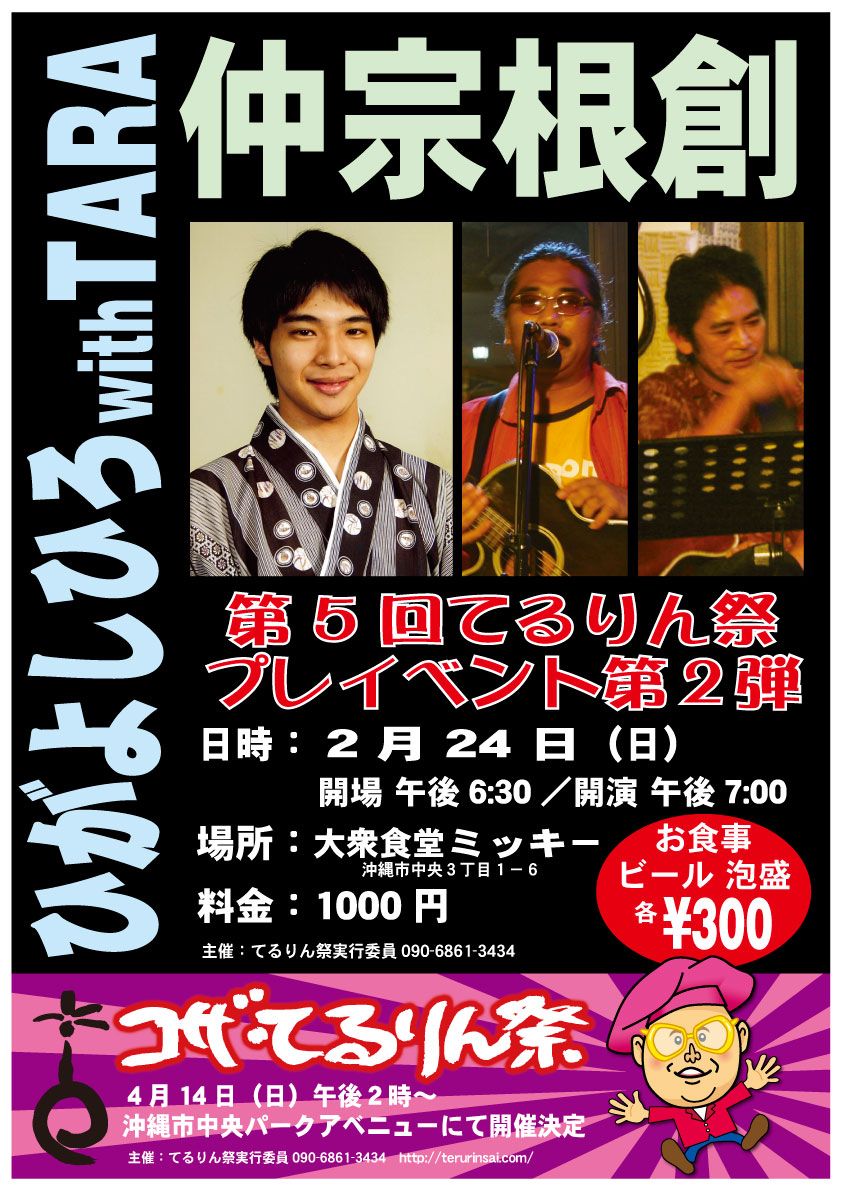 仲宗根創
ひがよしひろ with TARA
第5回てるりん祭
プレイベント第2弾
日時：2月24日（日）
開場 午後6:30／開演 午後7:00
場所：大衆食堂ミッキー
沖縄市中央3丁目1－6
料金：1000円
主催：てるりん祭実行委員 090-6861-3434
お食事
ビール 泡盛
各¥300
コザ・てるりん祭
4月14日（日）午後2時～
沖縄市中央パークアベニューにて開催決定
主催：てるりん祭実行委員 090-6861-3434 http://terurinsai.com/